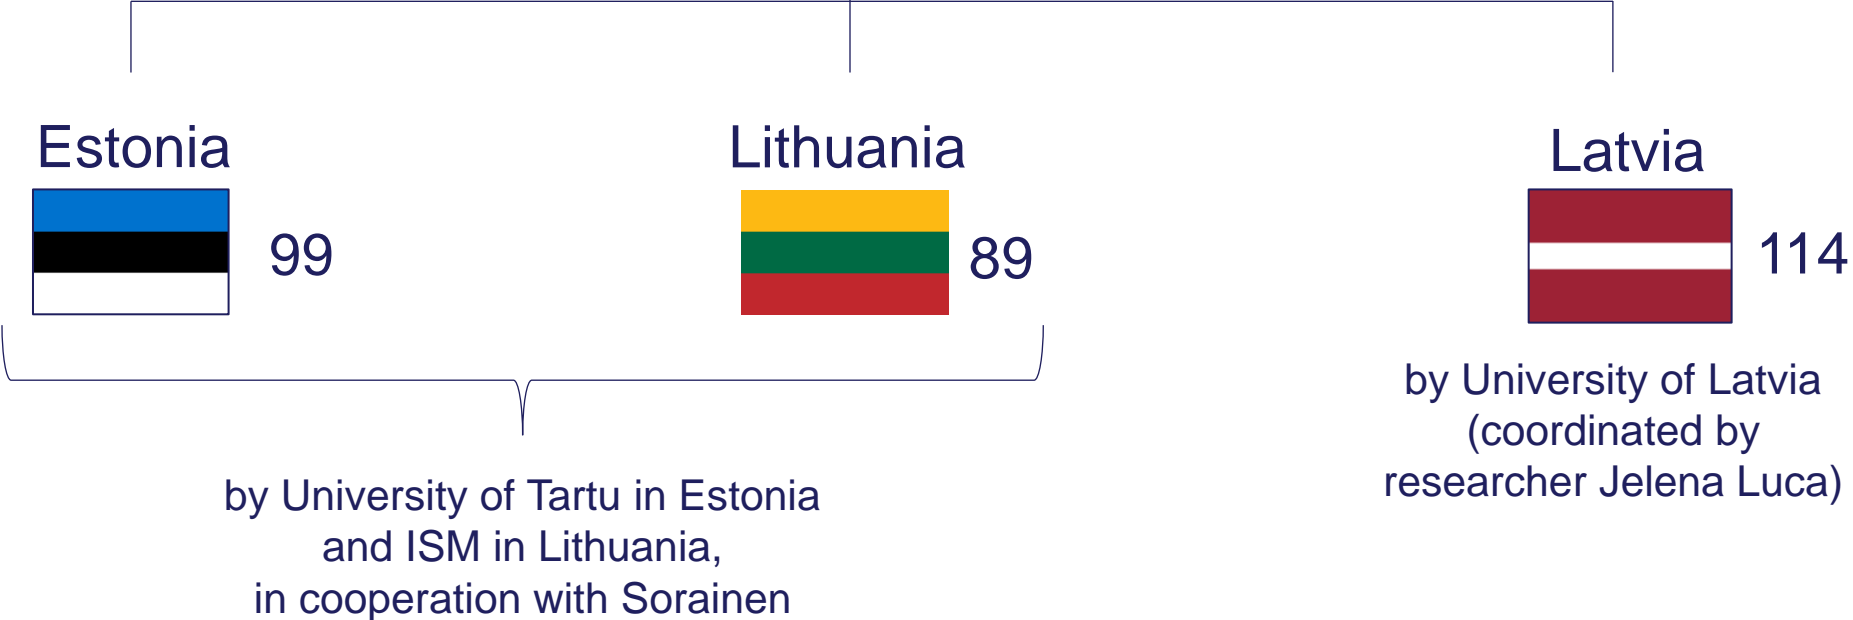 Estonia
99
Lithuania
89
Latvia
114
by University of Tartu in Estonia
and ISM in Lithuania,
in cooperation with Sorainen
by University of Latvia
(coordinated by
researcher Jelena Luca)